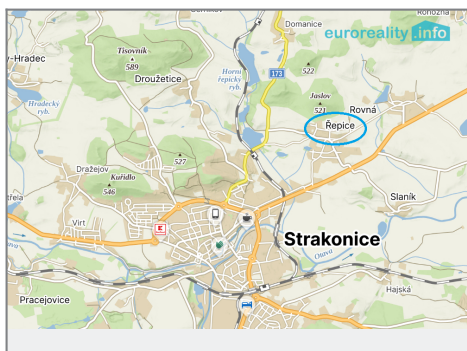 Domanice
euroreality.info
y-Hradec
Tisovník
589
Droužetice
Horní
řepický
ryb.
173
522
Jaslov
521
Rovná
Řepice
Hradecký
ryb.
527
Dražejov
Kuřidlo
546
Virt
Slaník
Strakonice
Otava
Hajská
Pracejovice